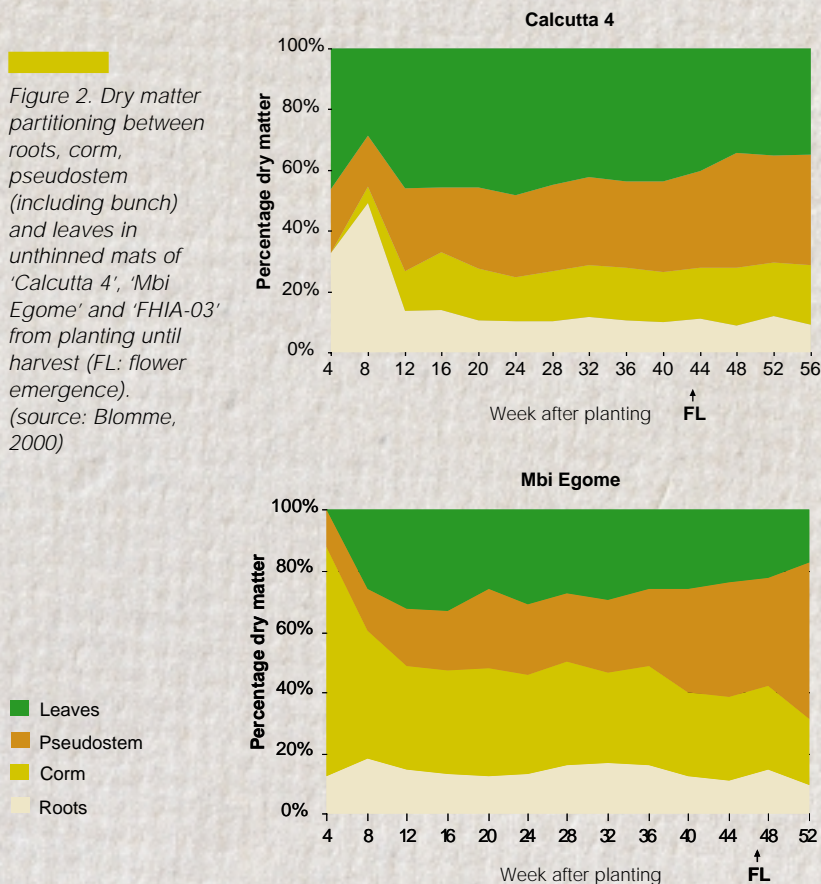 Figure 2. Dry matter
partitioning between
roots, corm,
pseudostem
(including bunch)
and leaves in
unthinned mats of
‘Calcutta 4’, ‘Mbi
Egome’ and ‘FHIA-03’
from planting until
harvest (FL: flower
emergence).
(source: Blomme,
2000)
Calcutta 4
Percentage dry matter
100%
80%
60%
40%
20%
0%
4 8 12 16 20 24 28 32 36 40 44 48 52 56
Week after planting FL
Mbi Egome
Percentage dry matter
100%
80%
60%
40%
20%
0%
4 8 12 16 20 24 28 32 36 40 44 48 52
Week after planting FL
Leaves
Pseudostem
Corm
Roots